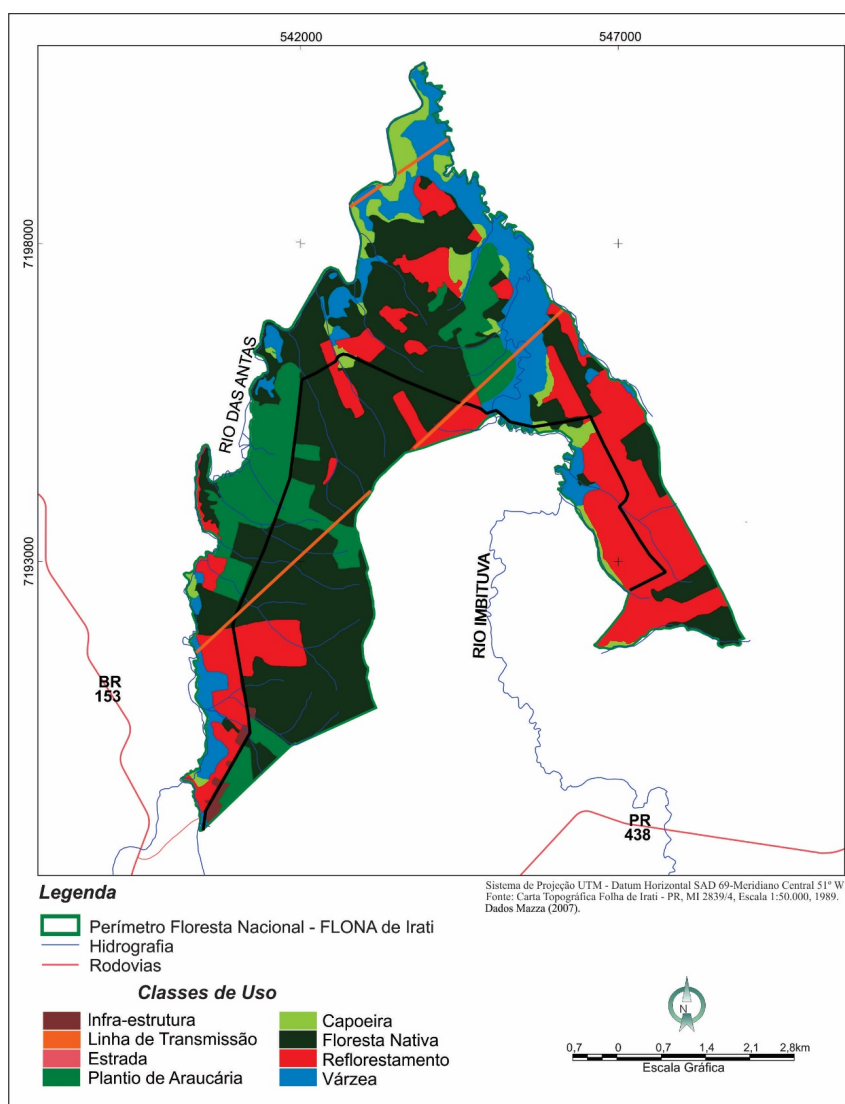 542000
547000
7198000
RIO DAS ANTAS
7193000
RIO IMBITUVA
BR
153
PR
438
Legenda
Perímetro Floresta Nacional - FLONA de Irati
Hidrografia
Rodovias
Sistema de Projeção UTM - Datum Horizontal SAD 69-Meridiano Central 51º W
Fonte: Carta Topográfica Folha de Irati - PR, MI 2839/4, Escala 1:50.000, 1989.
Dados Mazza (2007).
Classes de Uso
Infra-estrutura
Linha de Transmissão
Estrada
Plantio de Araucária
Capoeira
Floresta Nativa
Reflorestamento
Várzea
N
0,7 0 0,7 1,4 2,1 2,8km
Escala Gráfica